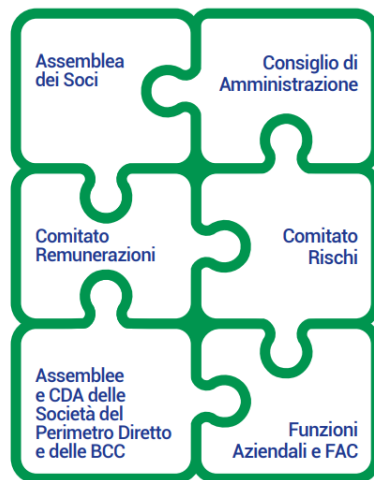 Assemblea
dei Soci
Consiglio di
Amministrazione
Comitato
Remunerazioni
Comitato
Rischi
Assemblee
e CDA delle
Società del
Perimetro Diretto
e delle BCC
Funzioni
Aziendali e FAC